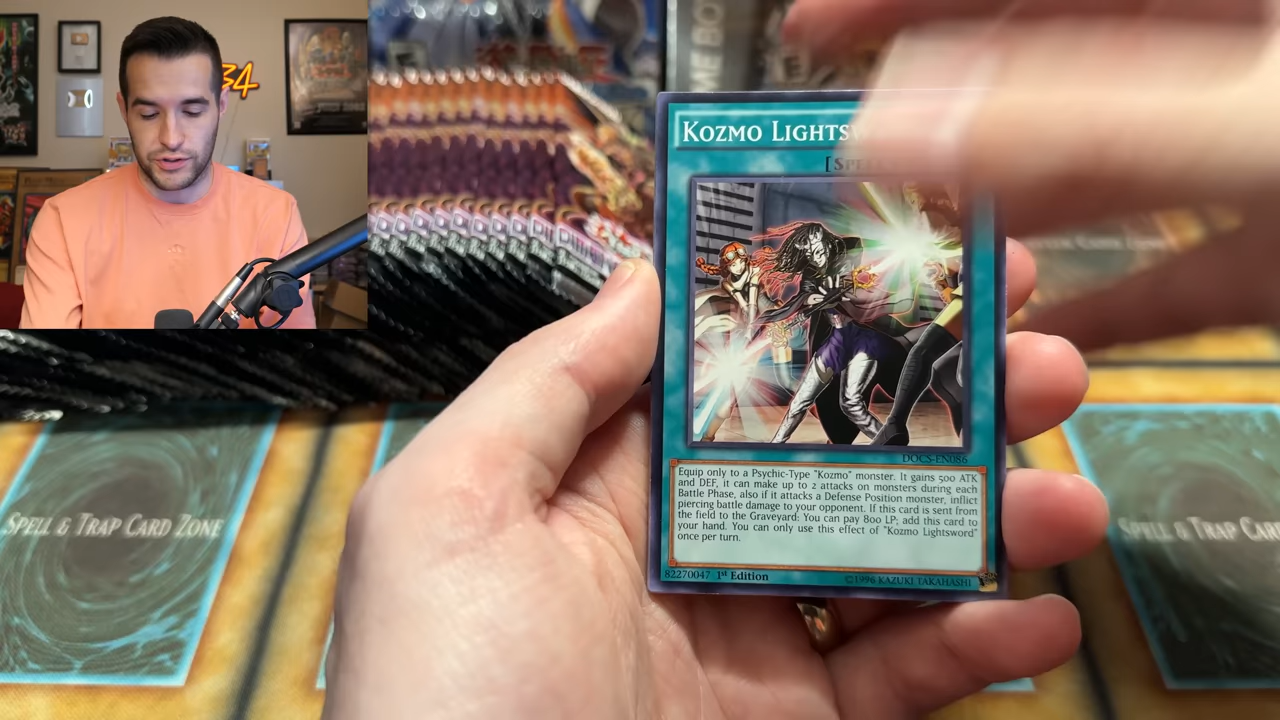 34
ME BO
KOZMO LIGHTSW
[SPELL
DOCS-EN086
Equip only to a Psychic-Type "Kozmo" monster. It gains 500 ATK
and DEF, it can make up to 2 attacks on monsters during each
Battle Phase, also if it attacks a Defense Position monster, inflict
piercing battle damage to your opponent. If this card is sent from
the field to the Graveyard: You can pay 800 LP; add this card to
your hand. You can only use this effect of "Kozmo Lightsword"
once per turn.
82270047 1st Edition
©1996 KAZUKI TAKAHASHI
SPELL & TRAP CARD ZONE
SPELL & TRAP CAR